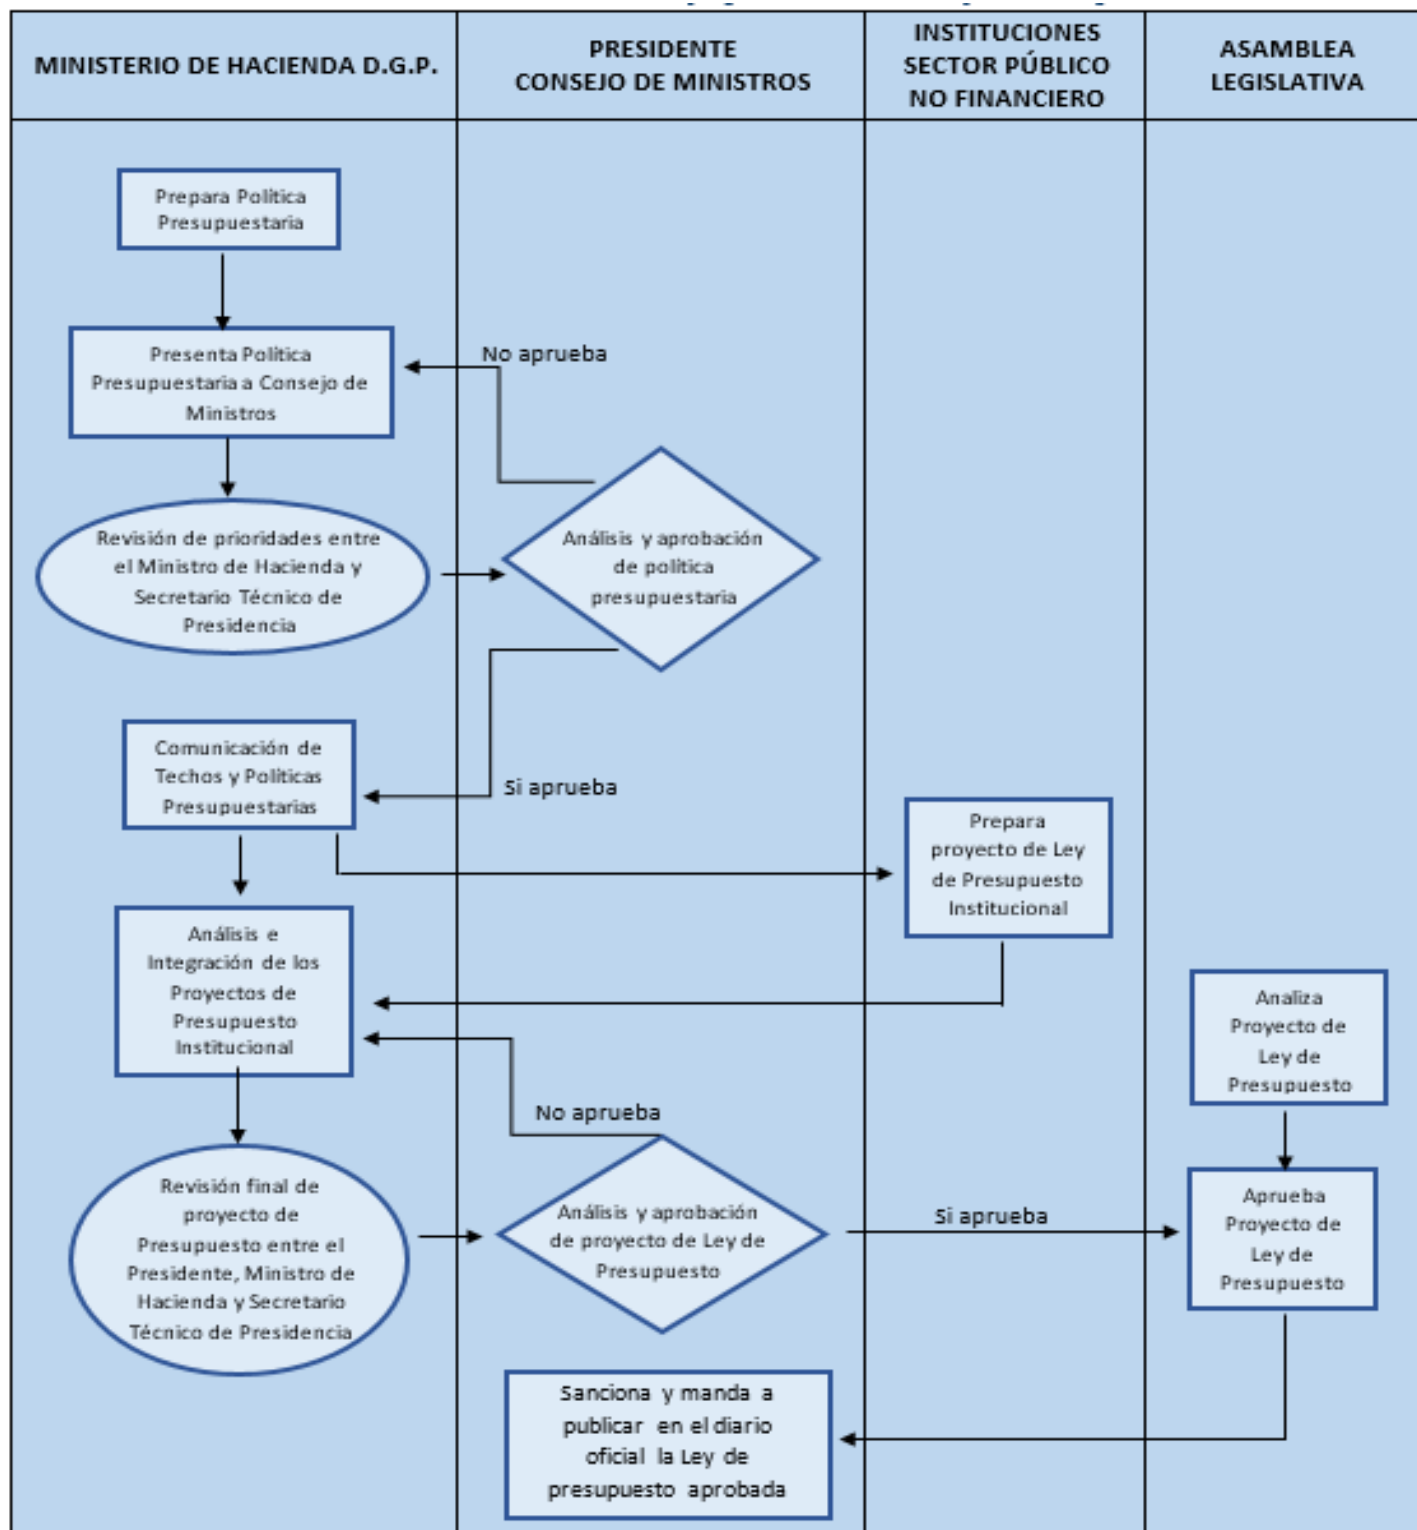 MINISTERIO DE HACIENDA D.G.P.
PRESIDENTE
CONSEJO DE MINISTROS
INSTITUCIONES
SECTOR PÚBLICO
NO FINANCIERO
ASAMBLEA
LEGISLATIVA
Prepara Política
Presupuestaria
Presenta Política
Presupuestaria a Consejo de
Ministros
No aprueba
Revisión de prioridades entre
el Ministro de Hacienda y
Secretario Técnico de
Presidencia
Análisis y aprobación
de política
presupuestaria
Comunicación de
Techos y Políticas
Presupuestarias
Si aprueba
Prepara
proyecto de Ley
de Presupuesto
Institucional
Análisis e
Integración de los
Proyectos de
Presupuesto
Institucional
Analiza
Proyecto de
Ley de
Presupuesto
No aprueba
Revisión final de
proyecto de
Presupuesto entre el
Presidente, Ministro de
Hacienda y Secretario
Técnico de Presidencia
Análisis y aprobación
de proyecto de Ley de
Presupuesto
Si aprueba
Aprueba
Proyecto de
Ley de
Presupuesto
Sanciona y manda a
publicar en el diario
oficial la Ley de
presupuesto aprobada